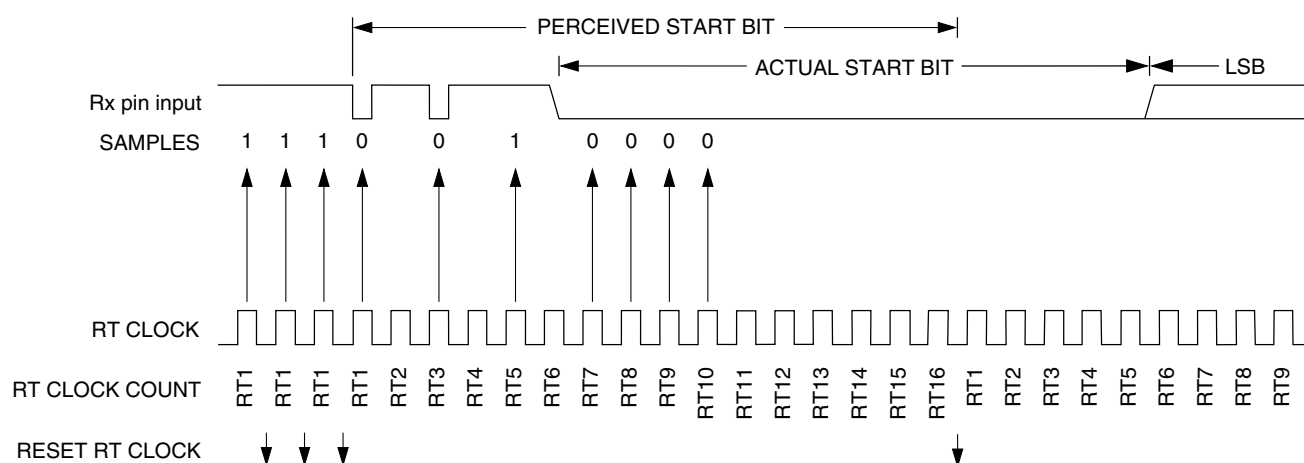 PERCEIVED START BIT
ACTUAL START BIT
LSB
Rx pin input
SAMPLES 1 1 1 0 0 1 0 0 0 0
RT CLOCK
RT CLOCK COUNT RT1 RT1 RT1 RT1 RT2 RT3 RT4 RT5 RT6 RT7 RT8 RT9 RT10 RT11 RT12 RT13 RT14 RT15 RT16 RT1 RT2 RT3 RT4 RT5 RT6 RT7 RT8 RT9
RESET RT CLOCK